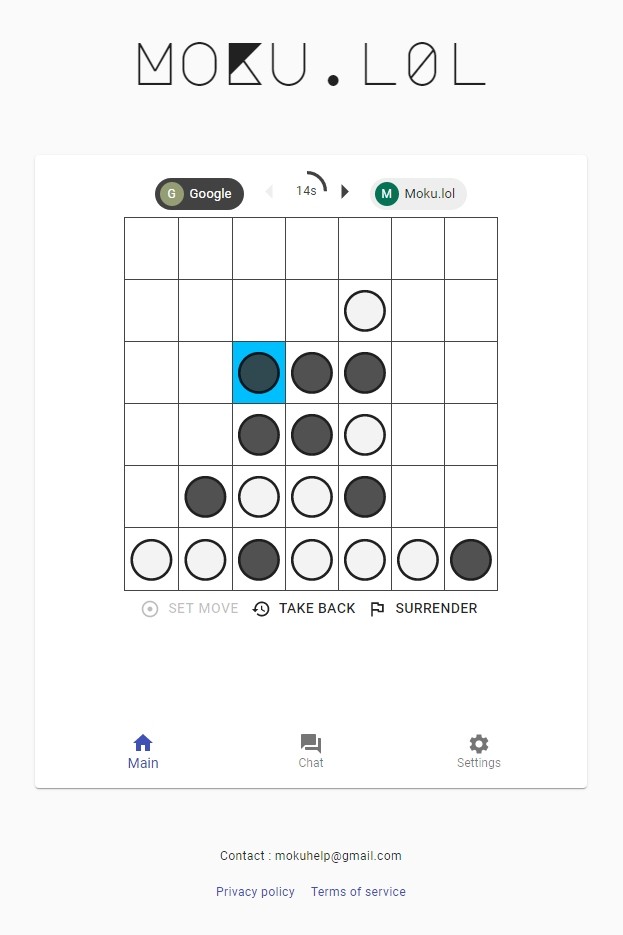 MOKU.LOL
G Google 14s M Moku.lol
SET MOVE TAKE BACK SURRENDER
Main Chat Settings
Contact : mokuhelp@gmail.com
Privacy policy Terms of service